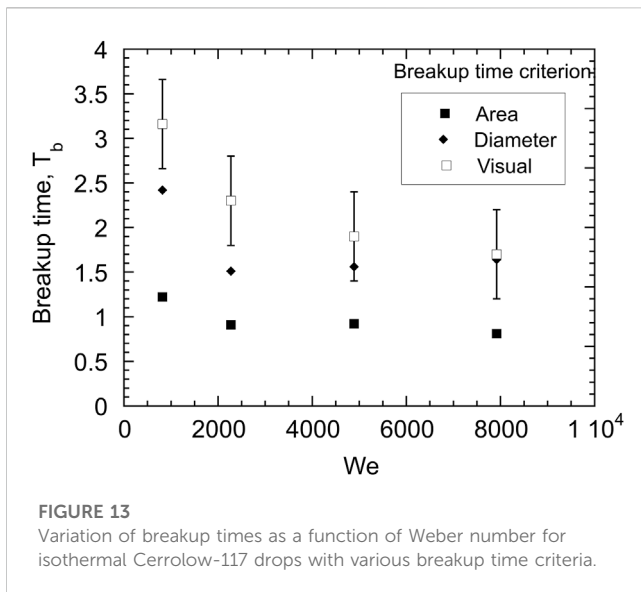 4
3.5
3
2.5
2
1.5
1
0.5
0
Breakup time, T_b
Breakup time criterion
Area
Diameter
Visual
0 2000 4000 6000 8000 1 10⁴
We
FIGURE 13
Variation of breakup times as a function of Weber number for
isothermal Cerrolow-117 drops with various breakup time criteria.